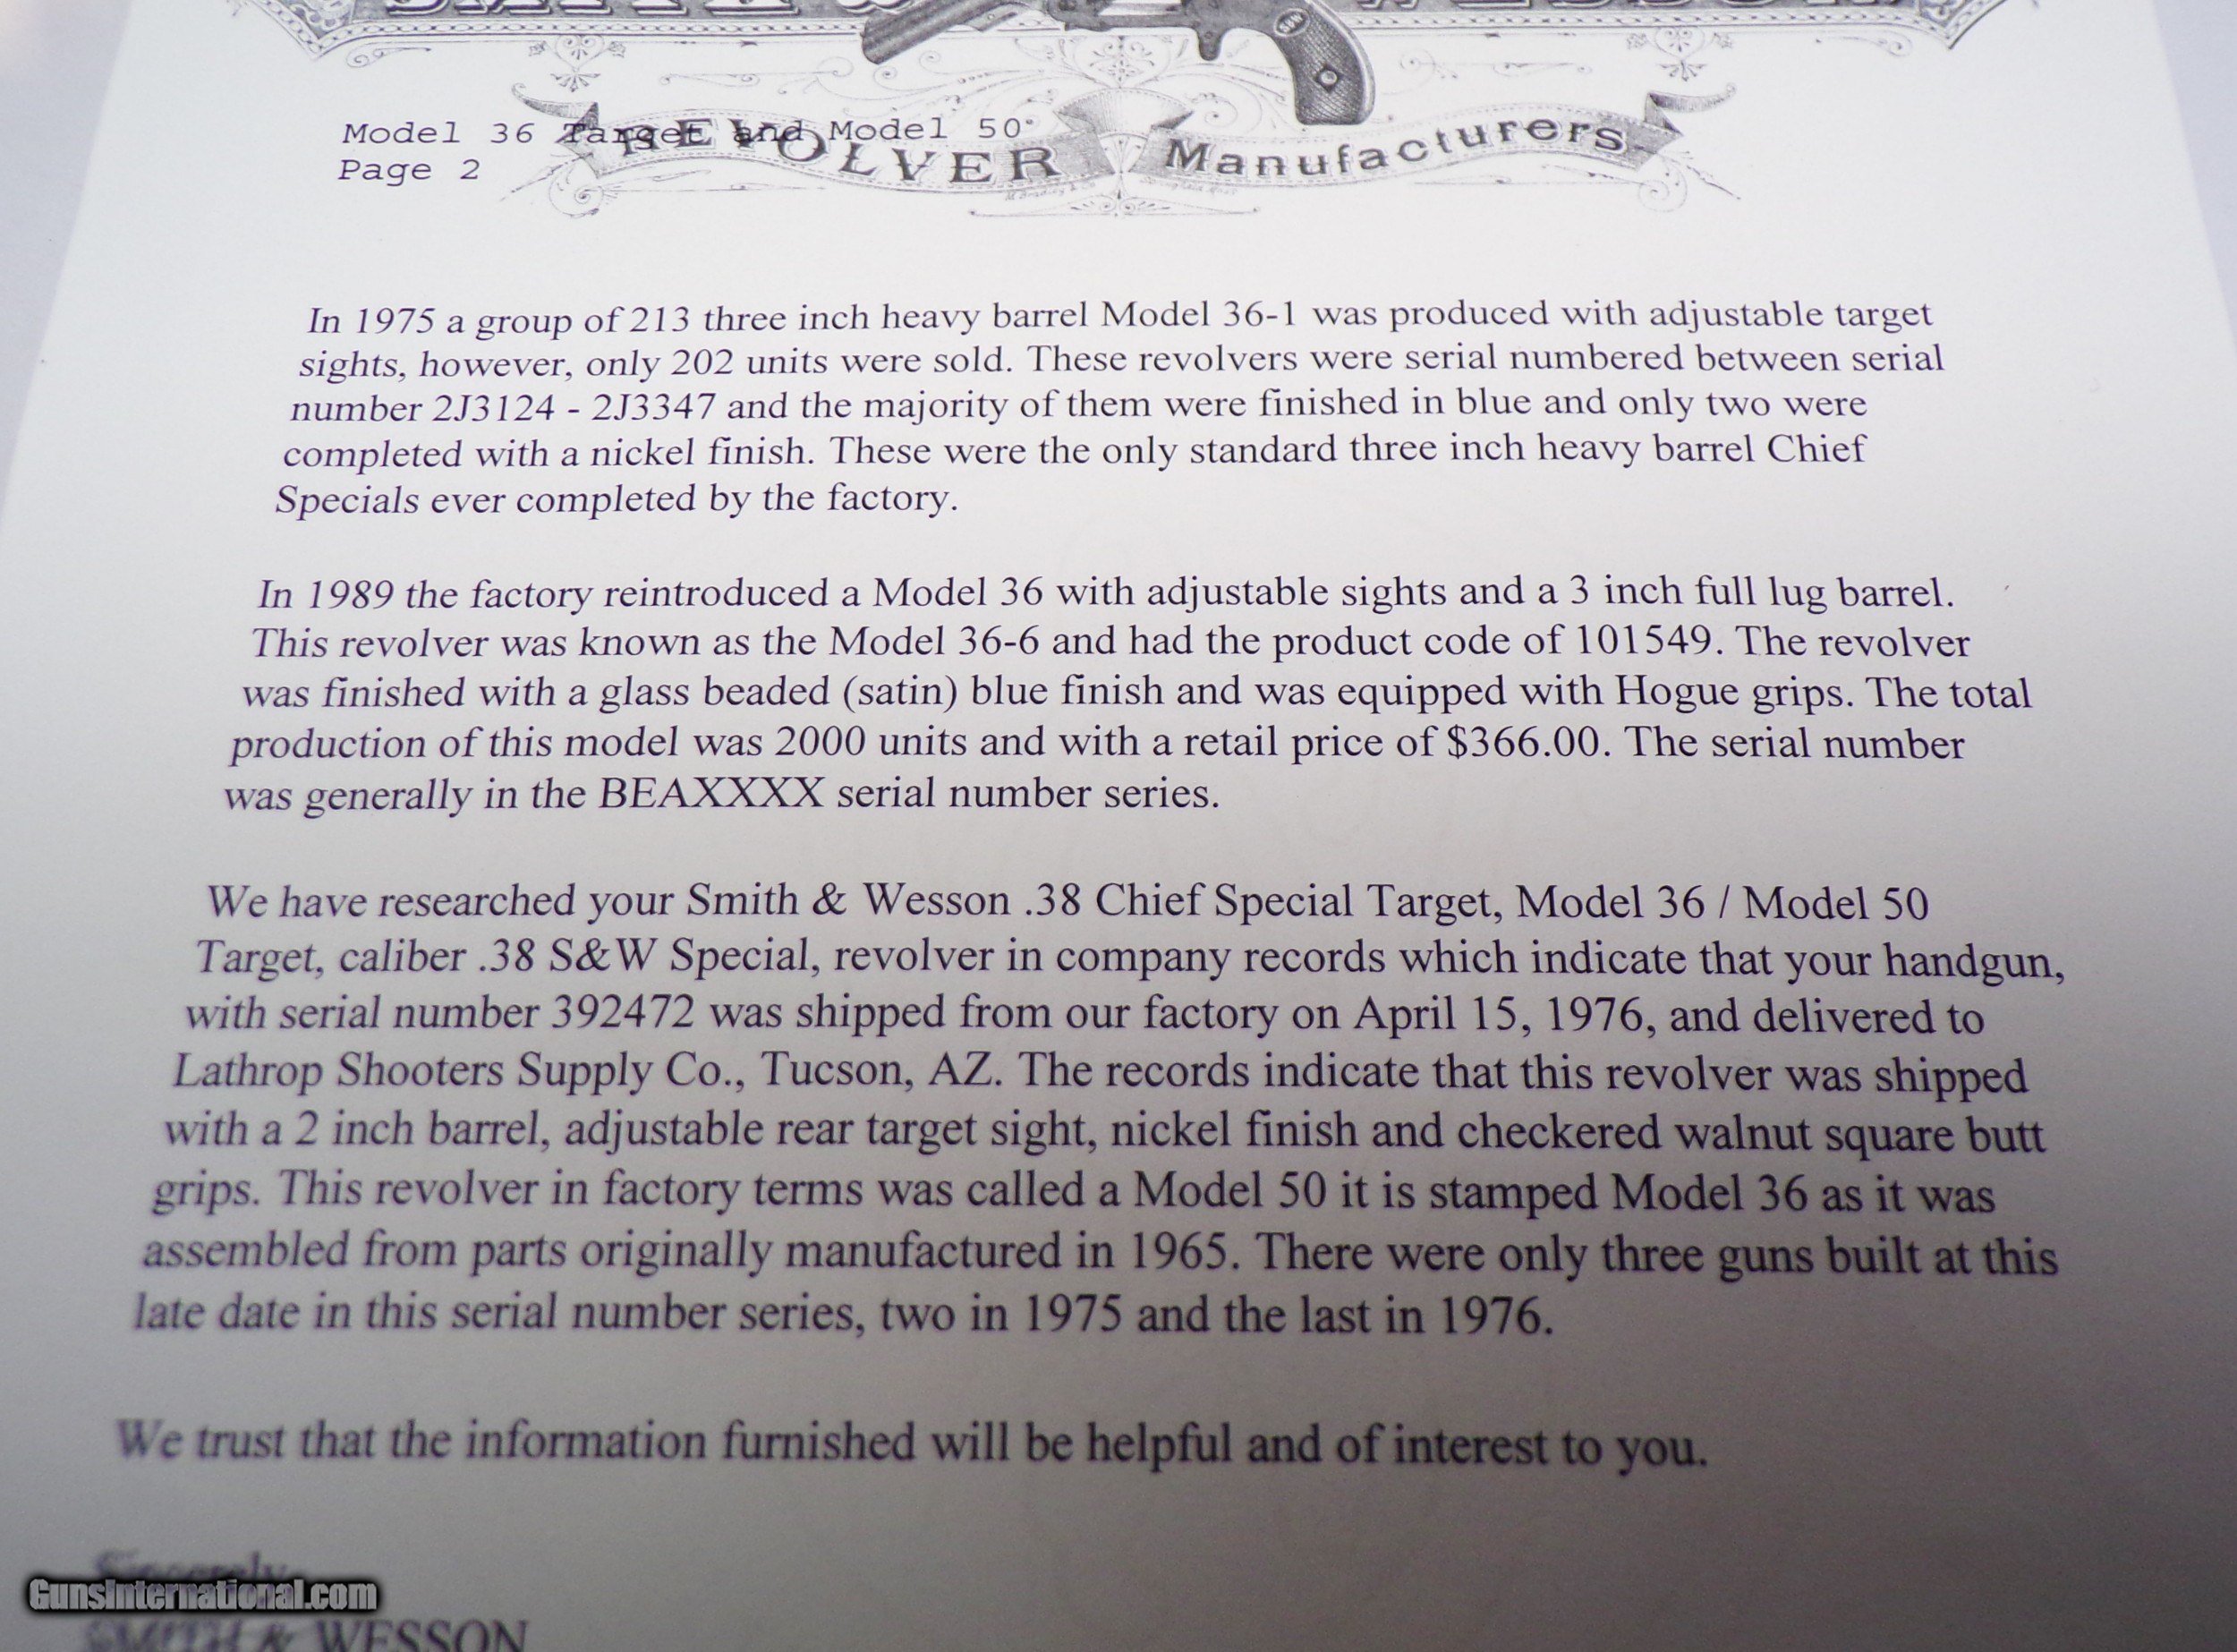 Model 36 Target and Model 50
Page 2
REVOLVER Manufacturers
In 1975 a group of 213 three inch heavy barrel Model 36-1 was produced with adjustable target
sights, however, only 202 units were sold. These revolvers were serial numbered between serial
number 2J3124 - 2J3347 and the majority of them were finished in blue and only two were
completed with a nickel finish. These were the only standard three inch heavy barrel Chief
Specials ever completed by the factory.
In 1989 the factory reintroduced a Model 36 with adjustable sights and a 3 inch full lug barrel.
This revolver was known as the Model 36-6 and had the product code of 101549. The revolver
was finished with a glass beaded (satin) blue finish and was equipped with Hogue grips. The total
production of this model was 2000 units and with a retail price of $366.00. The serial number
was generally in the BEAXXXX serial number series.
We have researched your Smith & Wesson .38 Chief Special Target, Model 36 / Model 50
Target, caliber .38 S&W Special, revolver in company records which indicate that your handgun,
with serial number 392472 was shipped from our factory on April 15, 1976, and delivered to
Lathrop Shooters Supply Co., Tucson, AZ. The records indicate that this revolver was shipped
with a 2 inch barrel, adjustable rear target sight, nickel finish and checkered walnut square butt
grips. This revolver in factory terms was called a Model 50 it is stamped Model 36 as it was
assembled from parts originally manufactured in 1965. There were only three guns built at this
late date in this serial number series, two in 1975 and the last in 1976.
We trust that the information furnished will be helpful and of interest to you.
Sincerely
GunsInternational.com
SMITH & WESSON